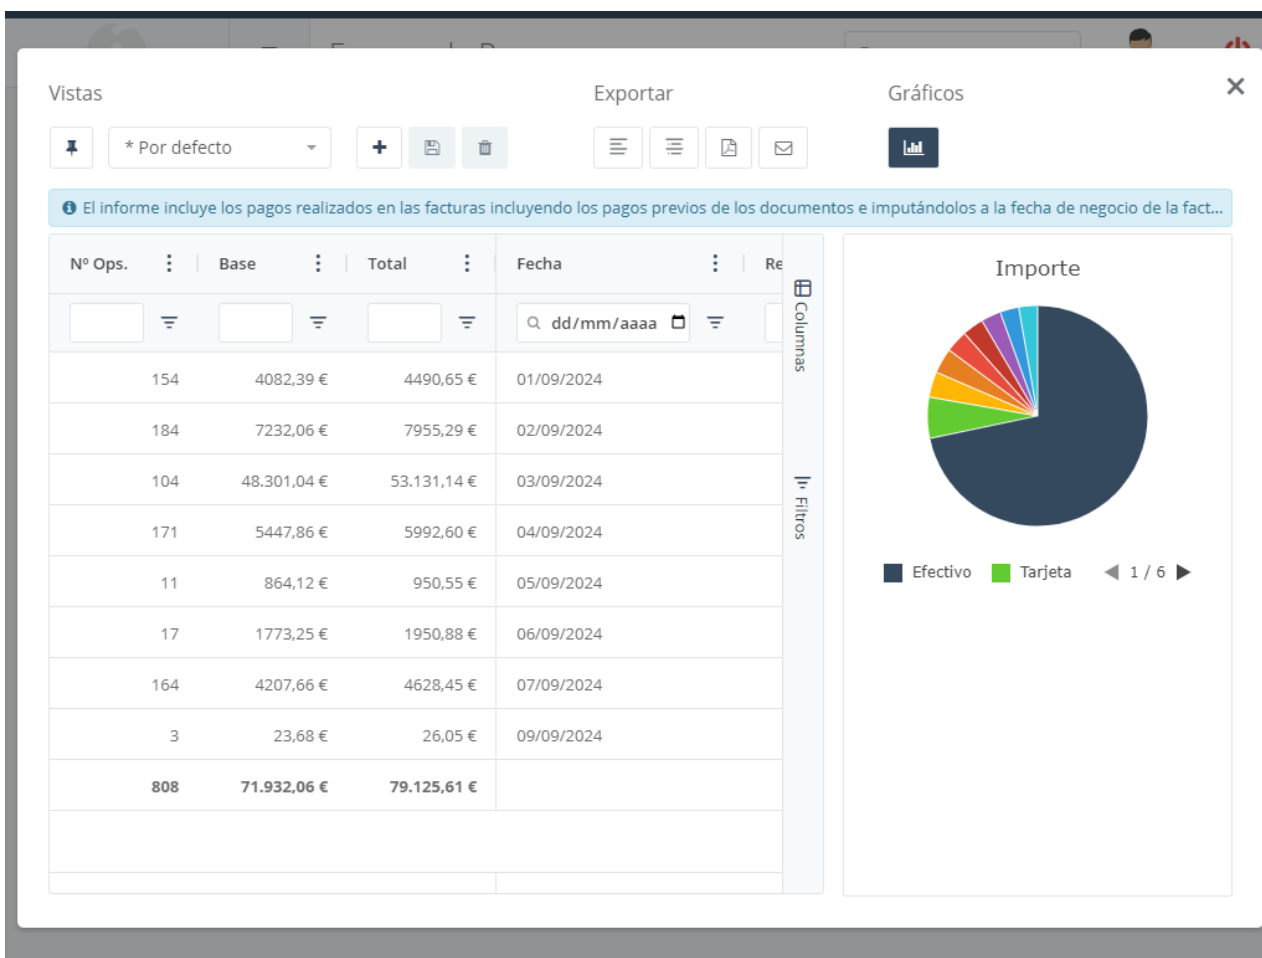 Vistas Exportar Gráficos
* Por defecto
El informe incluye los pagos realizados en las facturas incluyendo los pagos previos de los documentos e imputándolos a la fecha de negocio de la fact...
Nº Ops. Base Total Fecha Re
dd/mm/aaaa
Columnas
Filtros
154 4082,39 € 4490,65 € 01/09/2024
184 7232,06 € 7955,29 € 02/09/2024
104 48.301,04 € 53.131,14 € 03/09/2024
171 5447,86 € 5992,60 € 04/09/2024
11 864,12 € 950,55 € 05/09/2024
17 1773,25 € 1950,88 € 06/09/2024
164 4207,66 € 4628,45 € 07/09/2024
3 23,68 € 26,05 € 09/09/2024
808 71.932,06 € 79.125,61 €
Importe
Efectivo Tarjeta 1 / 6